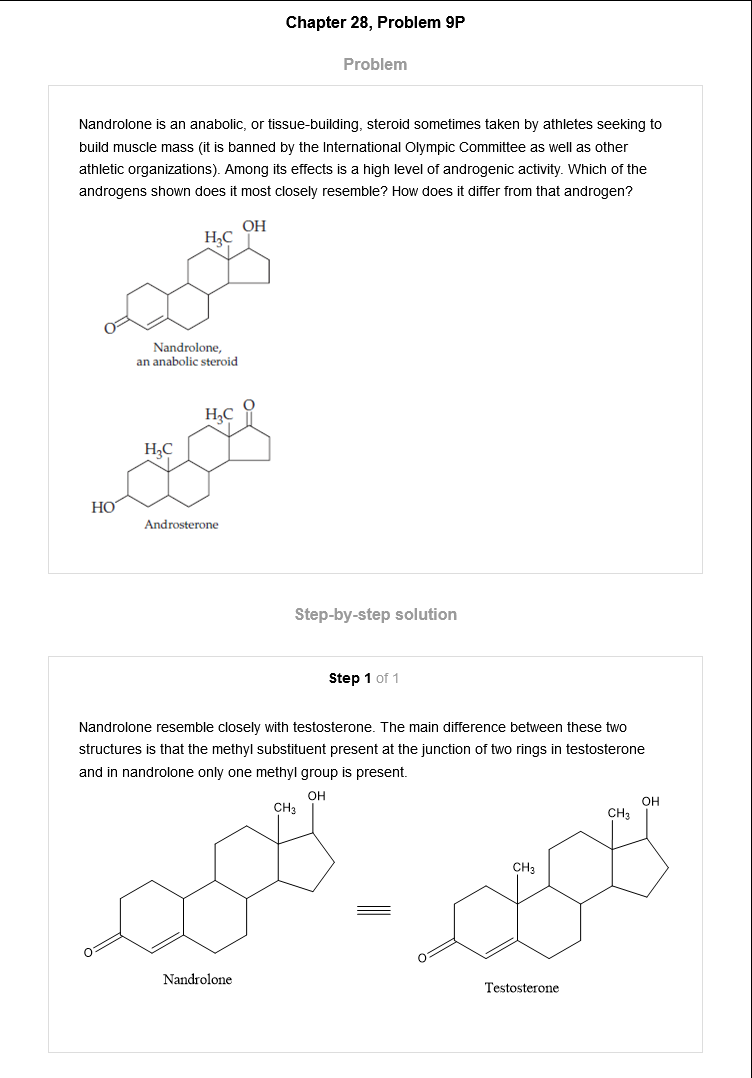 Chapter 28, Problem 9P
Problem
Nandrolone is an anabolic, or tissue-building, steroid sometimes taken by athletes seeking to
build muscle mass (it is banned by the International Olympic Committee as well as other
athletic organizations). Among its effects is a high level of androgenic activity. Which of the
androgens shown does it most closely resemble? How does it differ from that androgen?
H₃C OH
O
Nandrolone,
an anabolic steroid
H₃C O
H₃C
HO
Androsterone
Step-by-step solution
Step 1 of 1
Nandrolone resemble closely with testosterone. The main difference between these two
structures is that the methyl substituent present at the junction of two rings in testosterone
and in nandrolone only one methyl group is present.
CH₃ OH
O
Nandrolone
CH₃ OH
CH₃
O
Testosterone